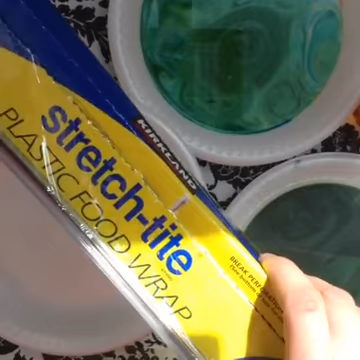 KIRKLAND
stretch-tite
PLASTIC FOOD WRAP
BREAK PERF